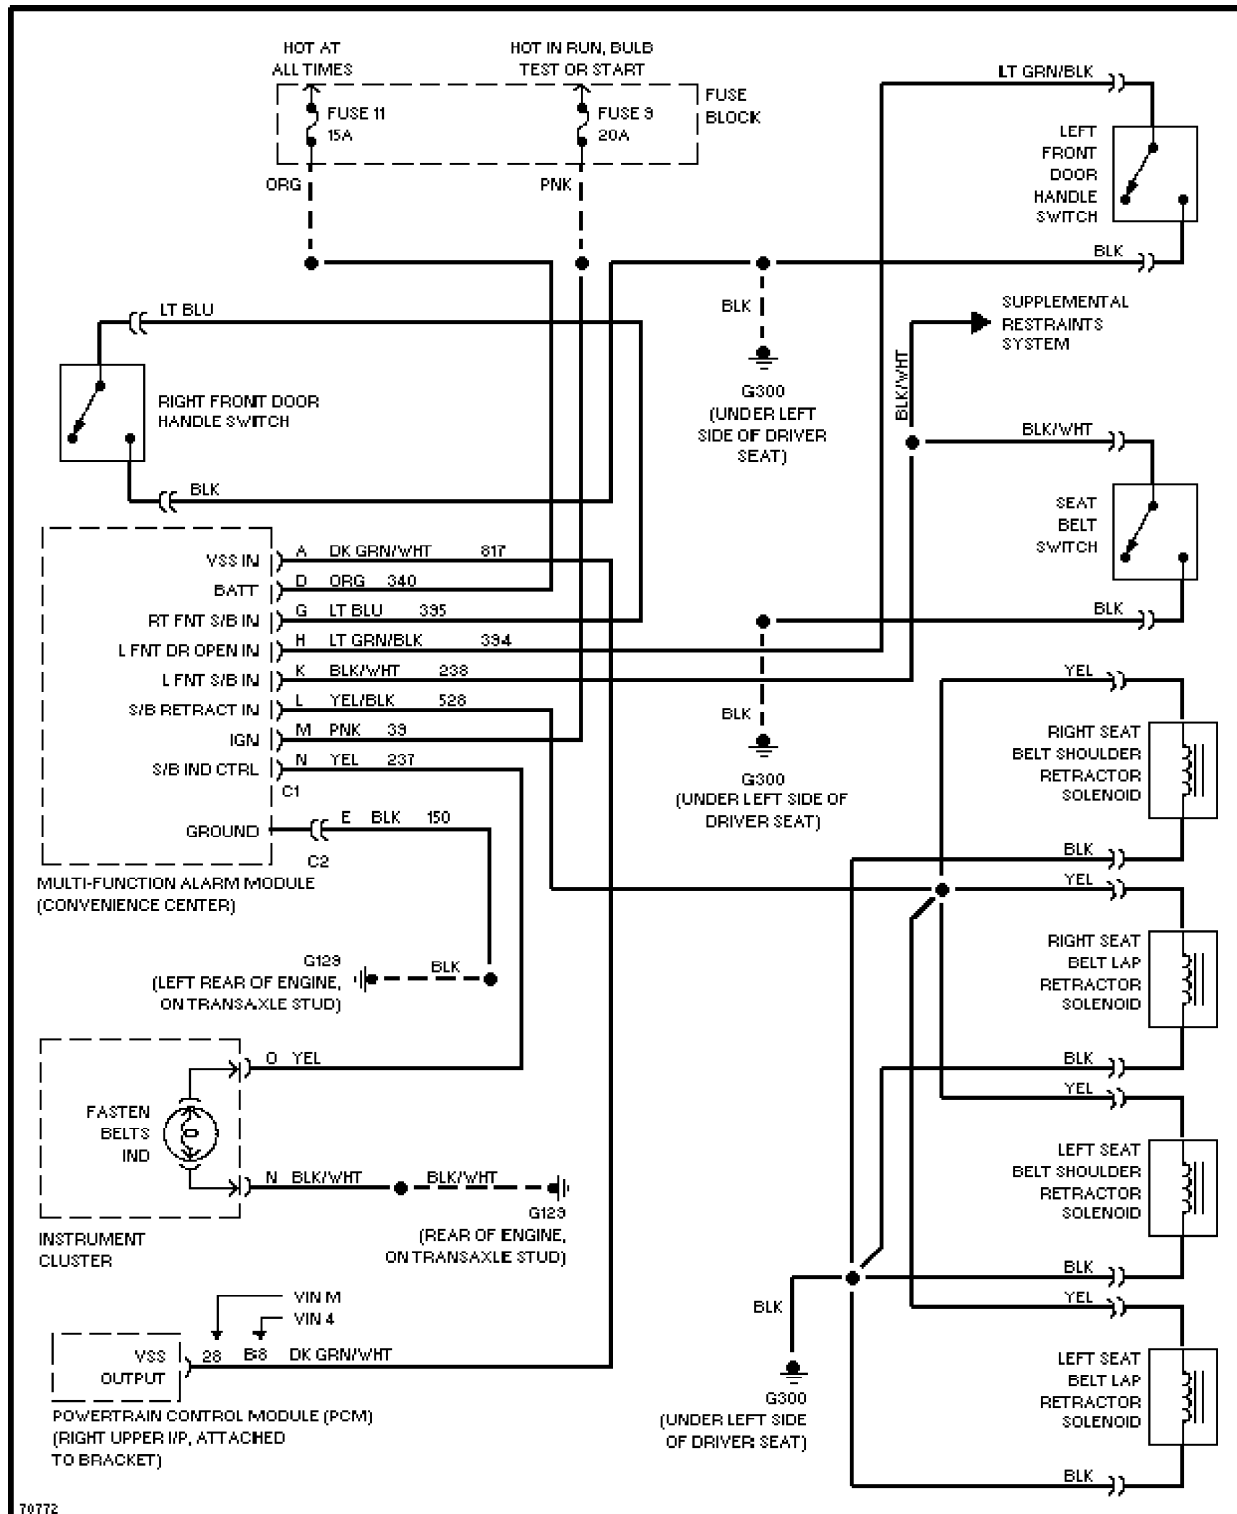 HOT AT
ALL TIMES
HOT IN RUN, BULB
TEST OR START
FUSE 11
15A
FUSE 9
20A
FUSE
BLOCK
ORG
PNK
LT GRN/BLK
LEFT
FRONT
DOOR
HANDLE
SWITCH
BLK
BLK
G300
(UNDER LEFT
SIDE OF DRIVER
SEAT)
LT BLU
RIGHT FRONT DOOR
HANDLE SWITCH
BLK
SUPPLEMENTAL
RESTRAINTS
SYSTEM
BLK/WHT
BLK/WHT
SEAT
BELT
SWITCH
BLK
BLK
G300
(UNDER LEFT SIDE OF
DRIVER SEAT)
VSS IN A DK GRN/WHT 817
BATT D ORG 340
RT FNT S/B IN G LT BLU 395
L FNT DR OPEN IN H LT GRN/BLK 394
L FNT S/B IN K BLK/WHT 238
S/B RETRACT IN L YEL/BLK 528
IGN M PNK 39
S/B IND CTRL N YEL 237
C1
GROUND E BLK 150
C2
MULTI-FUNCTION ALARM MODULE
(CONVENIENCE CENTER)
G129
(LEFT REAR OF ENGINE,
ON TRANSAXLE STUD)
BLK
O YEL
FASTEN
BELTS
IND
N BLK/WHT BLK/WHT
G129
(REAR OF ENGINE,
ON TRANSAXLE STUD)
INSTRUMENT
CLUSTER
VIN M
VIN 4
VSS
OUTPUT
28 B8 DK GRN/WHT
POWERTRAIN CONTROL MODULE (PCM)
(RIGHT UPPER I/P, ATTACHED
TO BRACKET)
YEL
RIGHT SEAT
BELT SHOULDER
RETRACTOR
SOLENOID
BLK
YEL
RIGHT SEAT
BELT LAP
RETRACTOR
SOLENOID
BLK
YEL
LEFT SEAT
BELT SHOULDER
RETRACTOR
SOLENOID
BLK
YEL
LEFT SEAT
BELT LAP
RETRACTOR
SOLENOID
BLK
BLK
G300
(UNDER LEFT SIDE
OF DRIVER SEAT)
70772